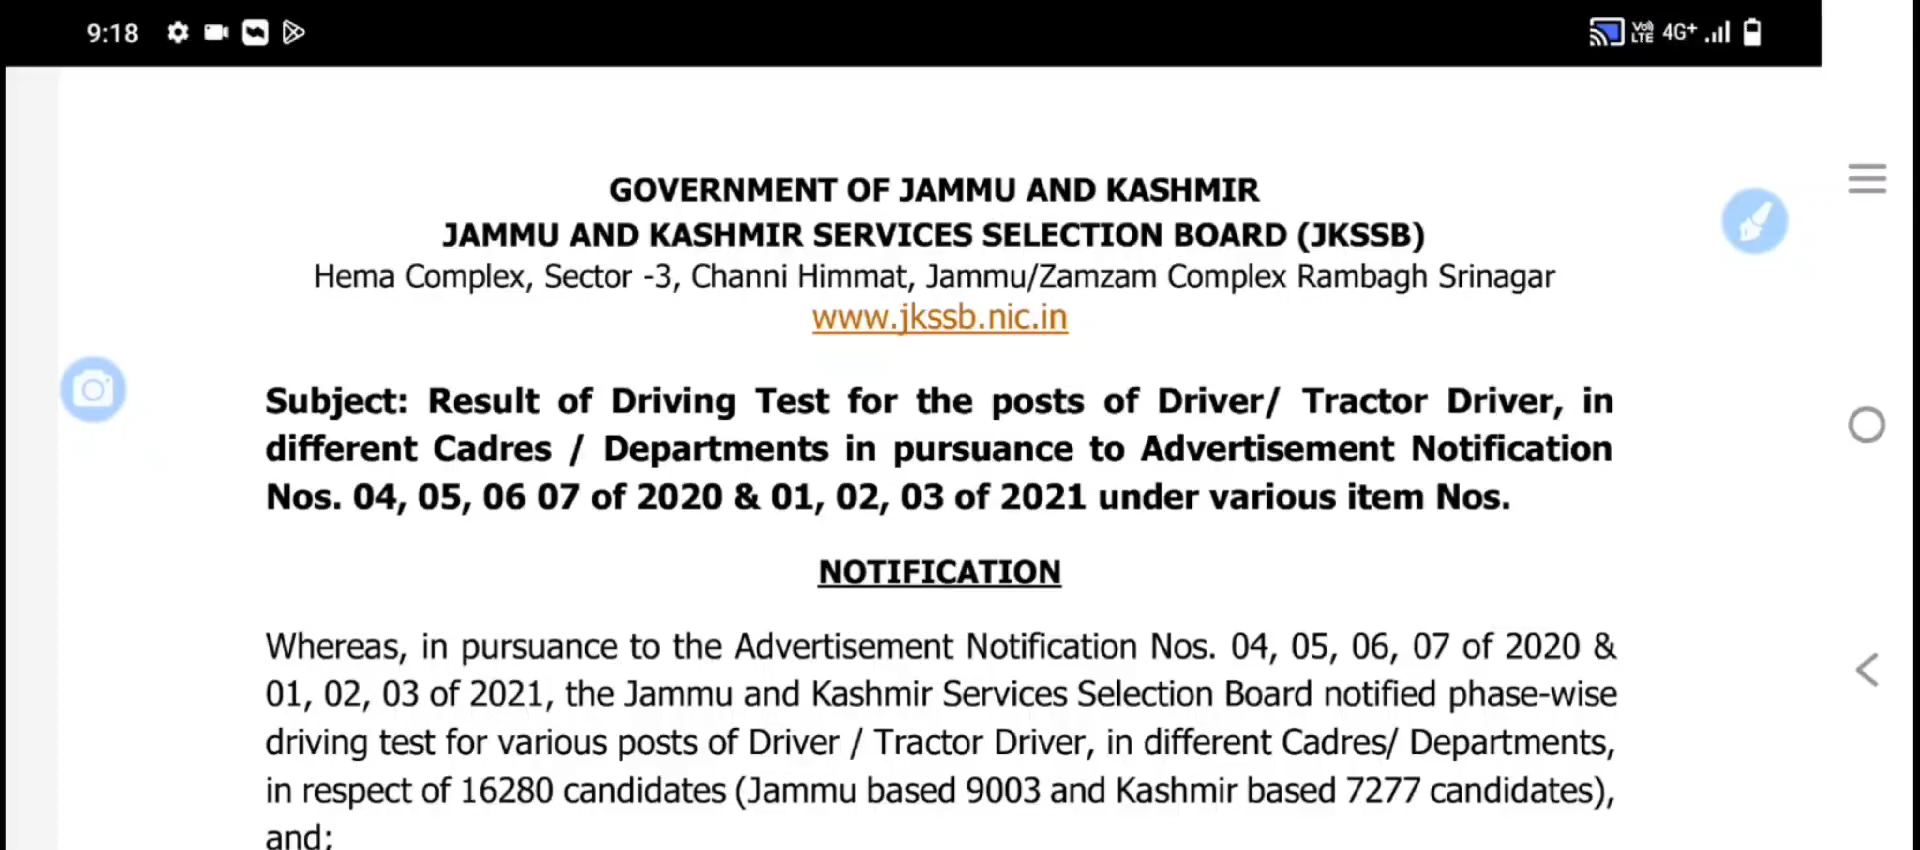 9:18
Vo) LTE 4G+
GOVERNMENT OF JAMMU AND KASHMIR
JAMMU AND KASHMIR SERVICES SELECTION BOARD (JKSSB)
Hema Complex, Sector -3, Channi Himmat, Jammu/Zamzam Complex Rambagh Srinagar
www.jkssb.nic.in
Subject: Result of Driving Test for the posts of Driver/ Tractor Driver, in
different Cadres / Departments in pursuance to Advertisement Notification
Nos. 04, 05, 06 07 of 2020 & 01, 02, 03 of 2021 under various item Nos.
NOTIFICATION
Whereas, in pursuance to the Advertisement Notification Nos. 04, 05, 06, 07 of 2020 &
01, 02, 03 of 2021, the Jammu and Kashmir Services Selection Board notified phase-wise
driving test for various posts of Driver / Tractor Driver, in different Cadres/ Departments,
in respect of 16280 candidates (Jammu based 9003 and Kashmir based 7277 candidates),
and;